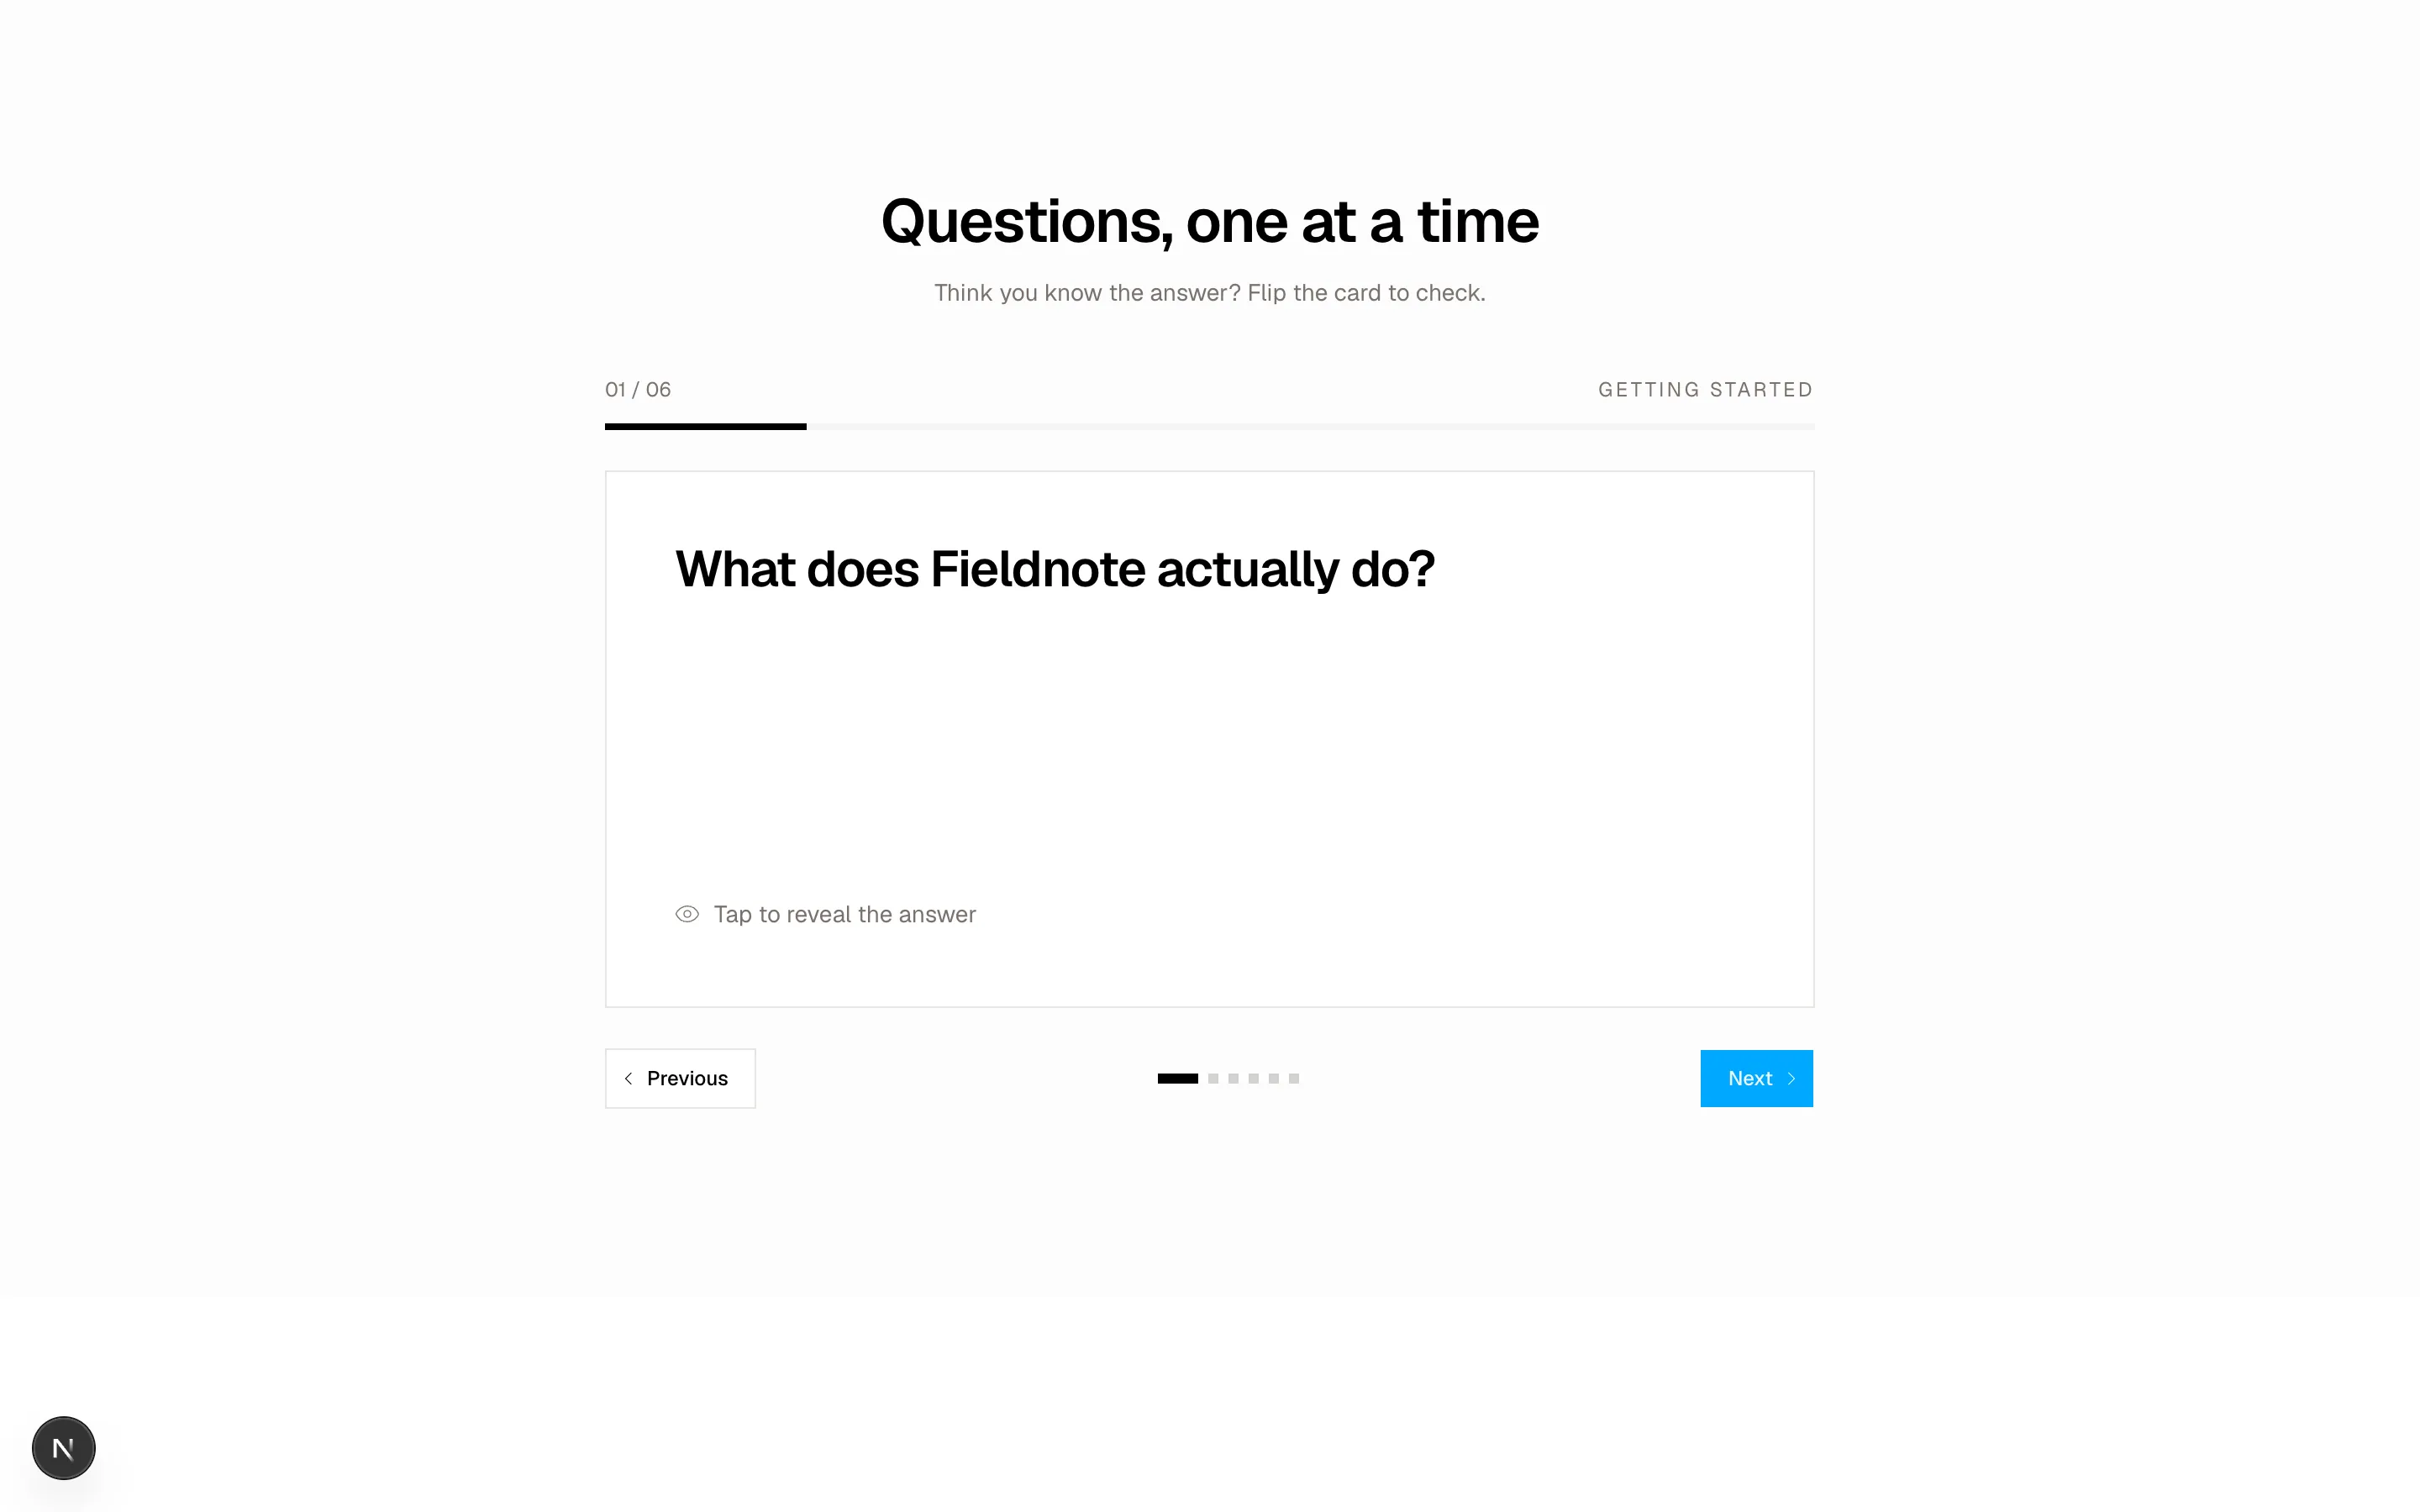 Questions, one at a time
Think you know the answer? Flip the card to check.
01 / 06
GETTING STARTED
What does Fieldnote actually do?
Tap to reveal the answer
Previous
Next
N